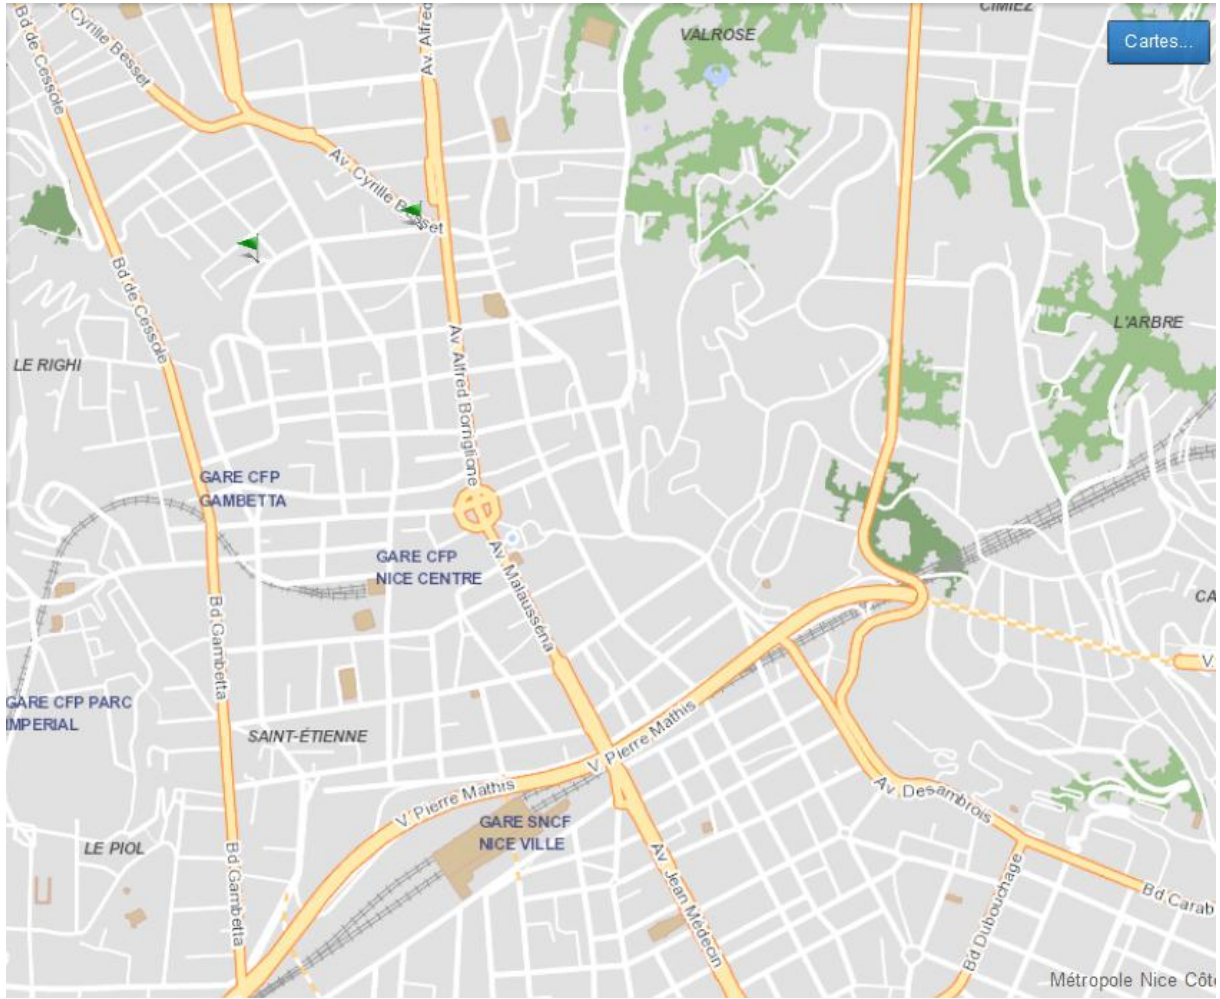 CIMIEZ
VALROSE
Cartes...
Bd de Cessole
Cyrille Besset
Av. Alfred
Av. Cyrille Besset
Bd de Cessole
L'ARBRE
LE RIGHI
Av. Alfred Borriglione
GARE CFP
GAMBETTA
GARE CFP
NICE CENTRE
Av. Malausséna
CA
Bd Gambetta
V.
GARE CFP PARC
IMPERIAL
SAINT-ÉTIENNE
V. Pierre Mathis
V. Pierre Mathis
Av. Desambrois
GARE SNCF
NICE VILLE
LE PIOL
Bd Gambetta
Av. Jean Médecin
Bd Dubouchage
Bd Carab
Métropole Nice Côte